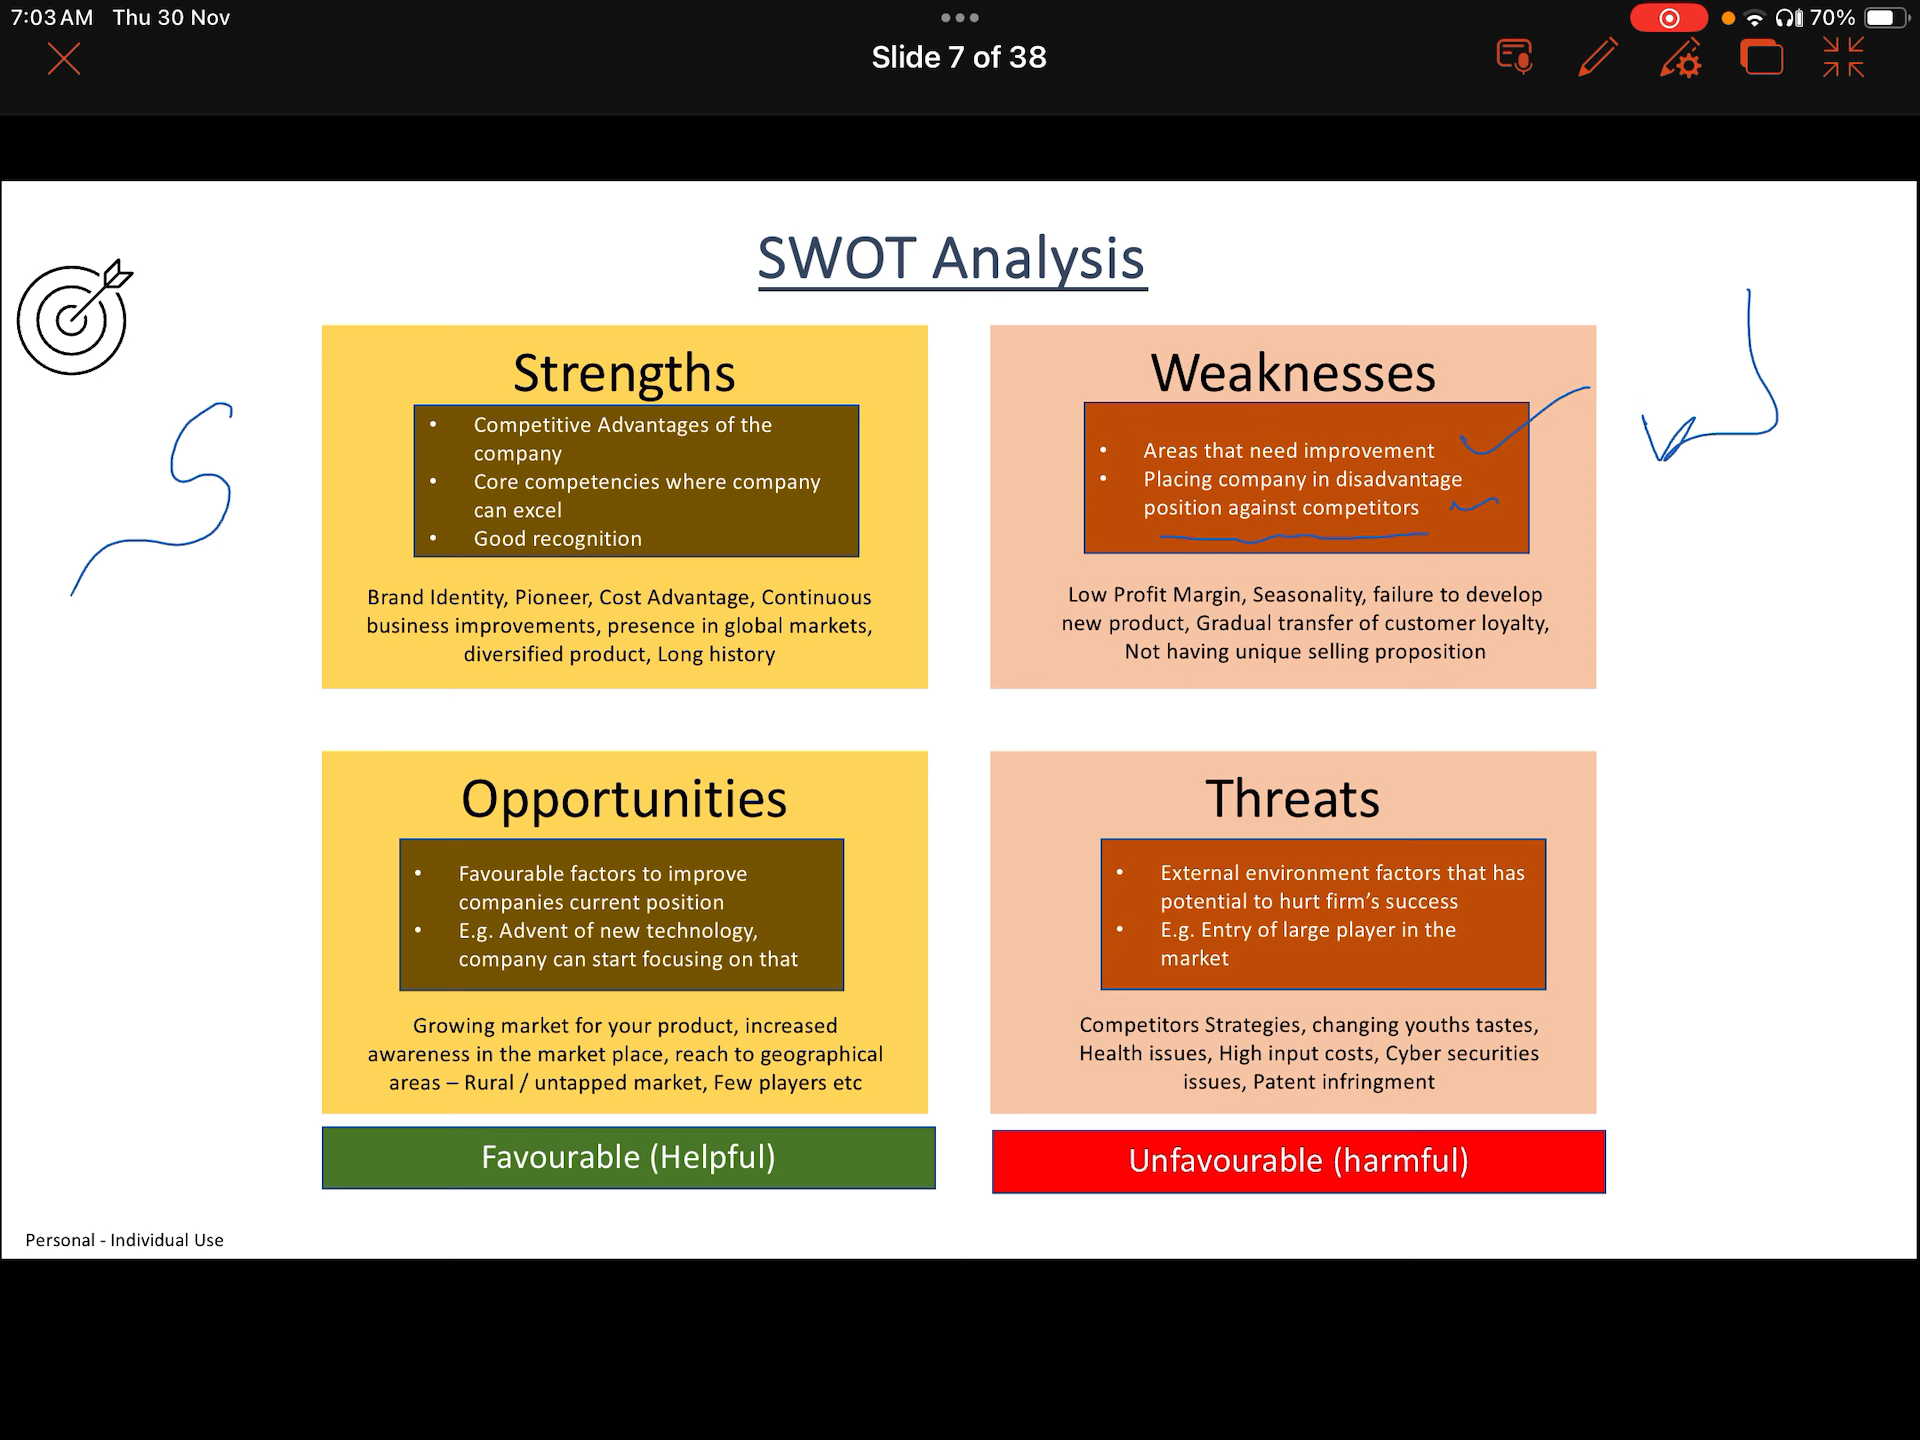 7:03 AM Thu 30 Nov
70%
Slide 7 of 38
SWOT Analysis
S
Strengths
• Competitive Advantages of the
company
• Core competencies where company
can excel
• Good recognition
Brand Identity, Pioneer, Cost Advantage, Continuous
business improvements, presence in global markets,
diversified product, Long history
Weaknesses
• Areas that need improvement
• Placing company in disadvantage
position against competitors
Low Profit Margin, Seasonality, failure to develop
new product, Gradual transfer of customer loyalty,
Not having unique selling proposition
Opportunities
• Favourable factors to improve
companies current position
• E.g. Advent of new technology,
company can start focusing on that
Growing market for your product, increased
awareness in the market place, reach to geographical
areas – Rural / untapped market, Few players etc
Threats
• External environment factors that has
potential to hurt firm’s success
• E.g. Entry of large player in the
market
Competitors Strategies, changing youths tastes,
Health issues, High input costs, Cyber securities
issues, Patent infringment
Favourable (Helpful)
Unfavourable (harmful)
Personal - Individual Use